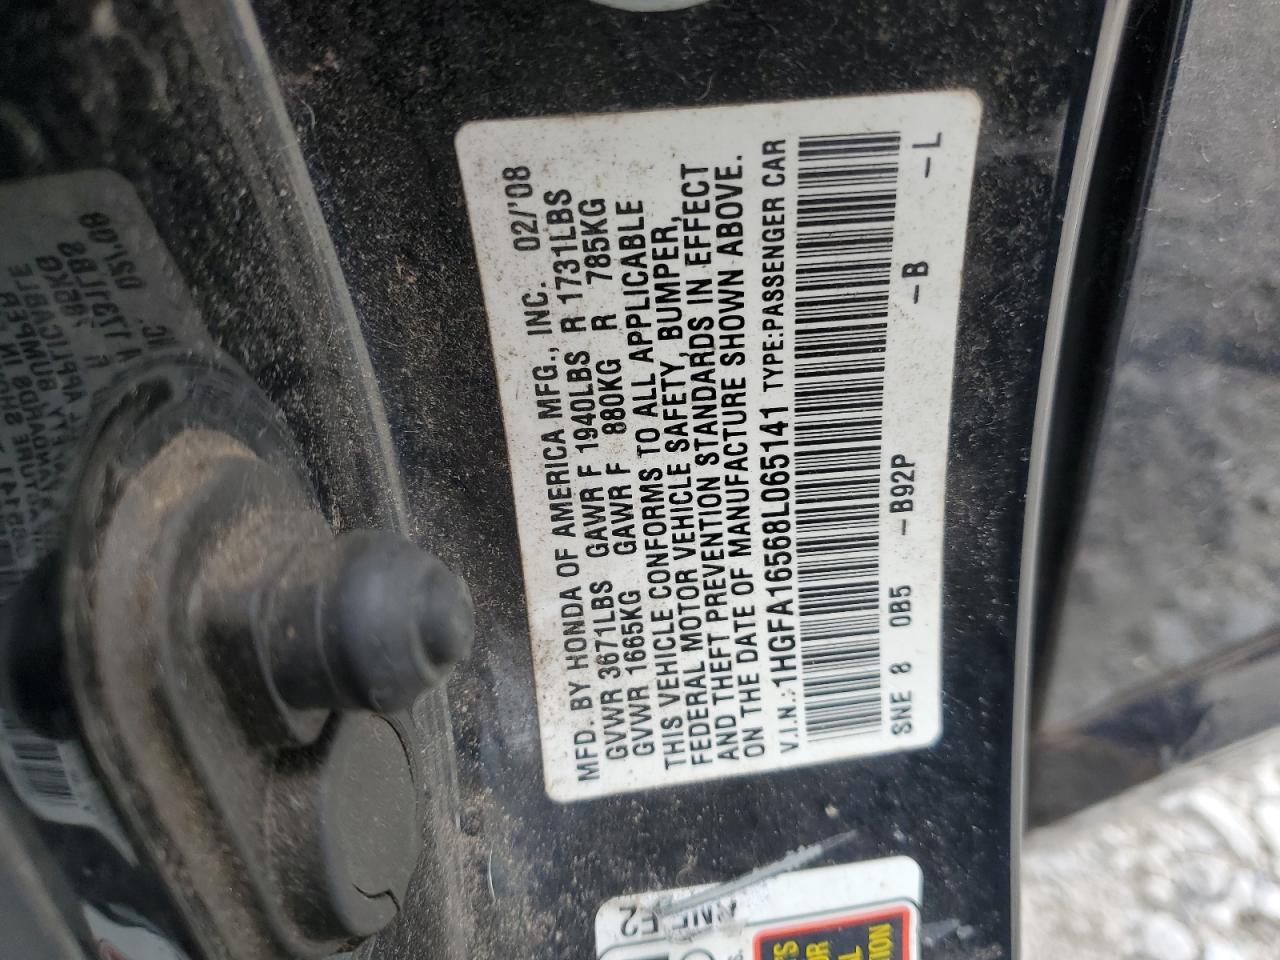 MFD. BY HONDA OF AMERICA MFG., INC. 02/'08
GVWR 3671LBS GAWR F 1940LBS R 1731LBS
GVWR 1665KG GAWR F 880KG R 785KG
THIS VEHICLE CONFORMS TO ALL APPLICABLE
FEDERAL MOTOR VEHICLE SAFETY, BUMPER,
AND THEFT PREVENTION STANDARDS IN EFFECT
ON THE DATE OF MANUFACTURE SHOWN ABOVE.
V.I.N.: 1HGFA16568L065141 TYPE:PASSENGER CAR
SNE 8 0B5 -B92P -B -L